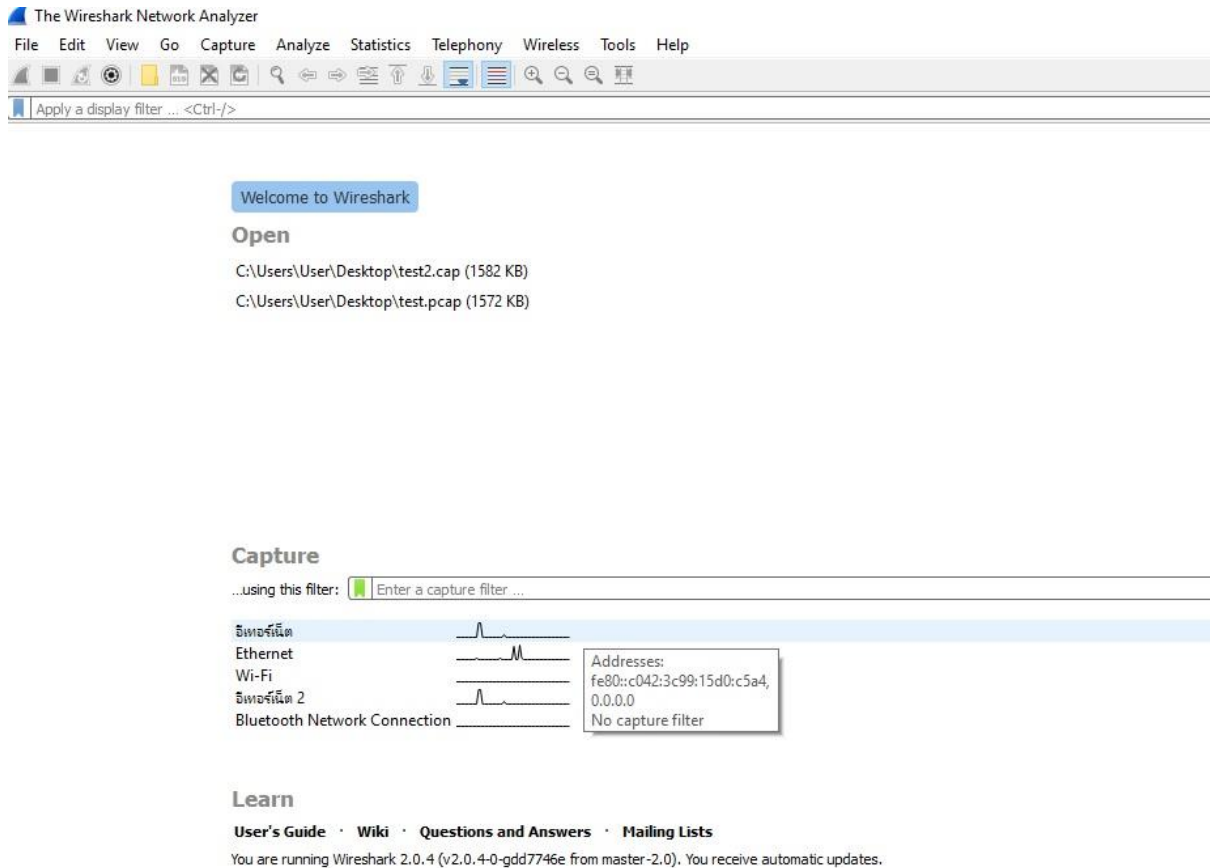 The Wireshark Network Analyzer
File Edit View Go Capture Analyze Statistics Telephony Wireless Tools Help
Apply a display filter ... <Ctrl-/>
Welcome to Wireshark
Open
C:\Users\User\Desktop\test2.cap (1582 KB)
C:\Users\User\Desktop\test.pcap (1572 KB)
Capture
...using this filter: Enter a capture filter ...
อีเทอร์เน็ต
Ethernet
Wi-Fi
อีเทอร์เน็ต 2
Bluetooth Network Connection
Addresses:
fe80::c042:3c99:15d0:c5a4,
0.0.0.0
No capture filter
Learn
User's Guide · Wiki · Questions and Answers · Mailing Lists
You are running Wireshark 2.0.4 (v2.0.4-0-gdd7746e from master-2.0). You receive automatic updates.